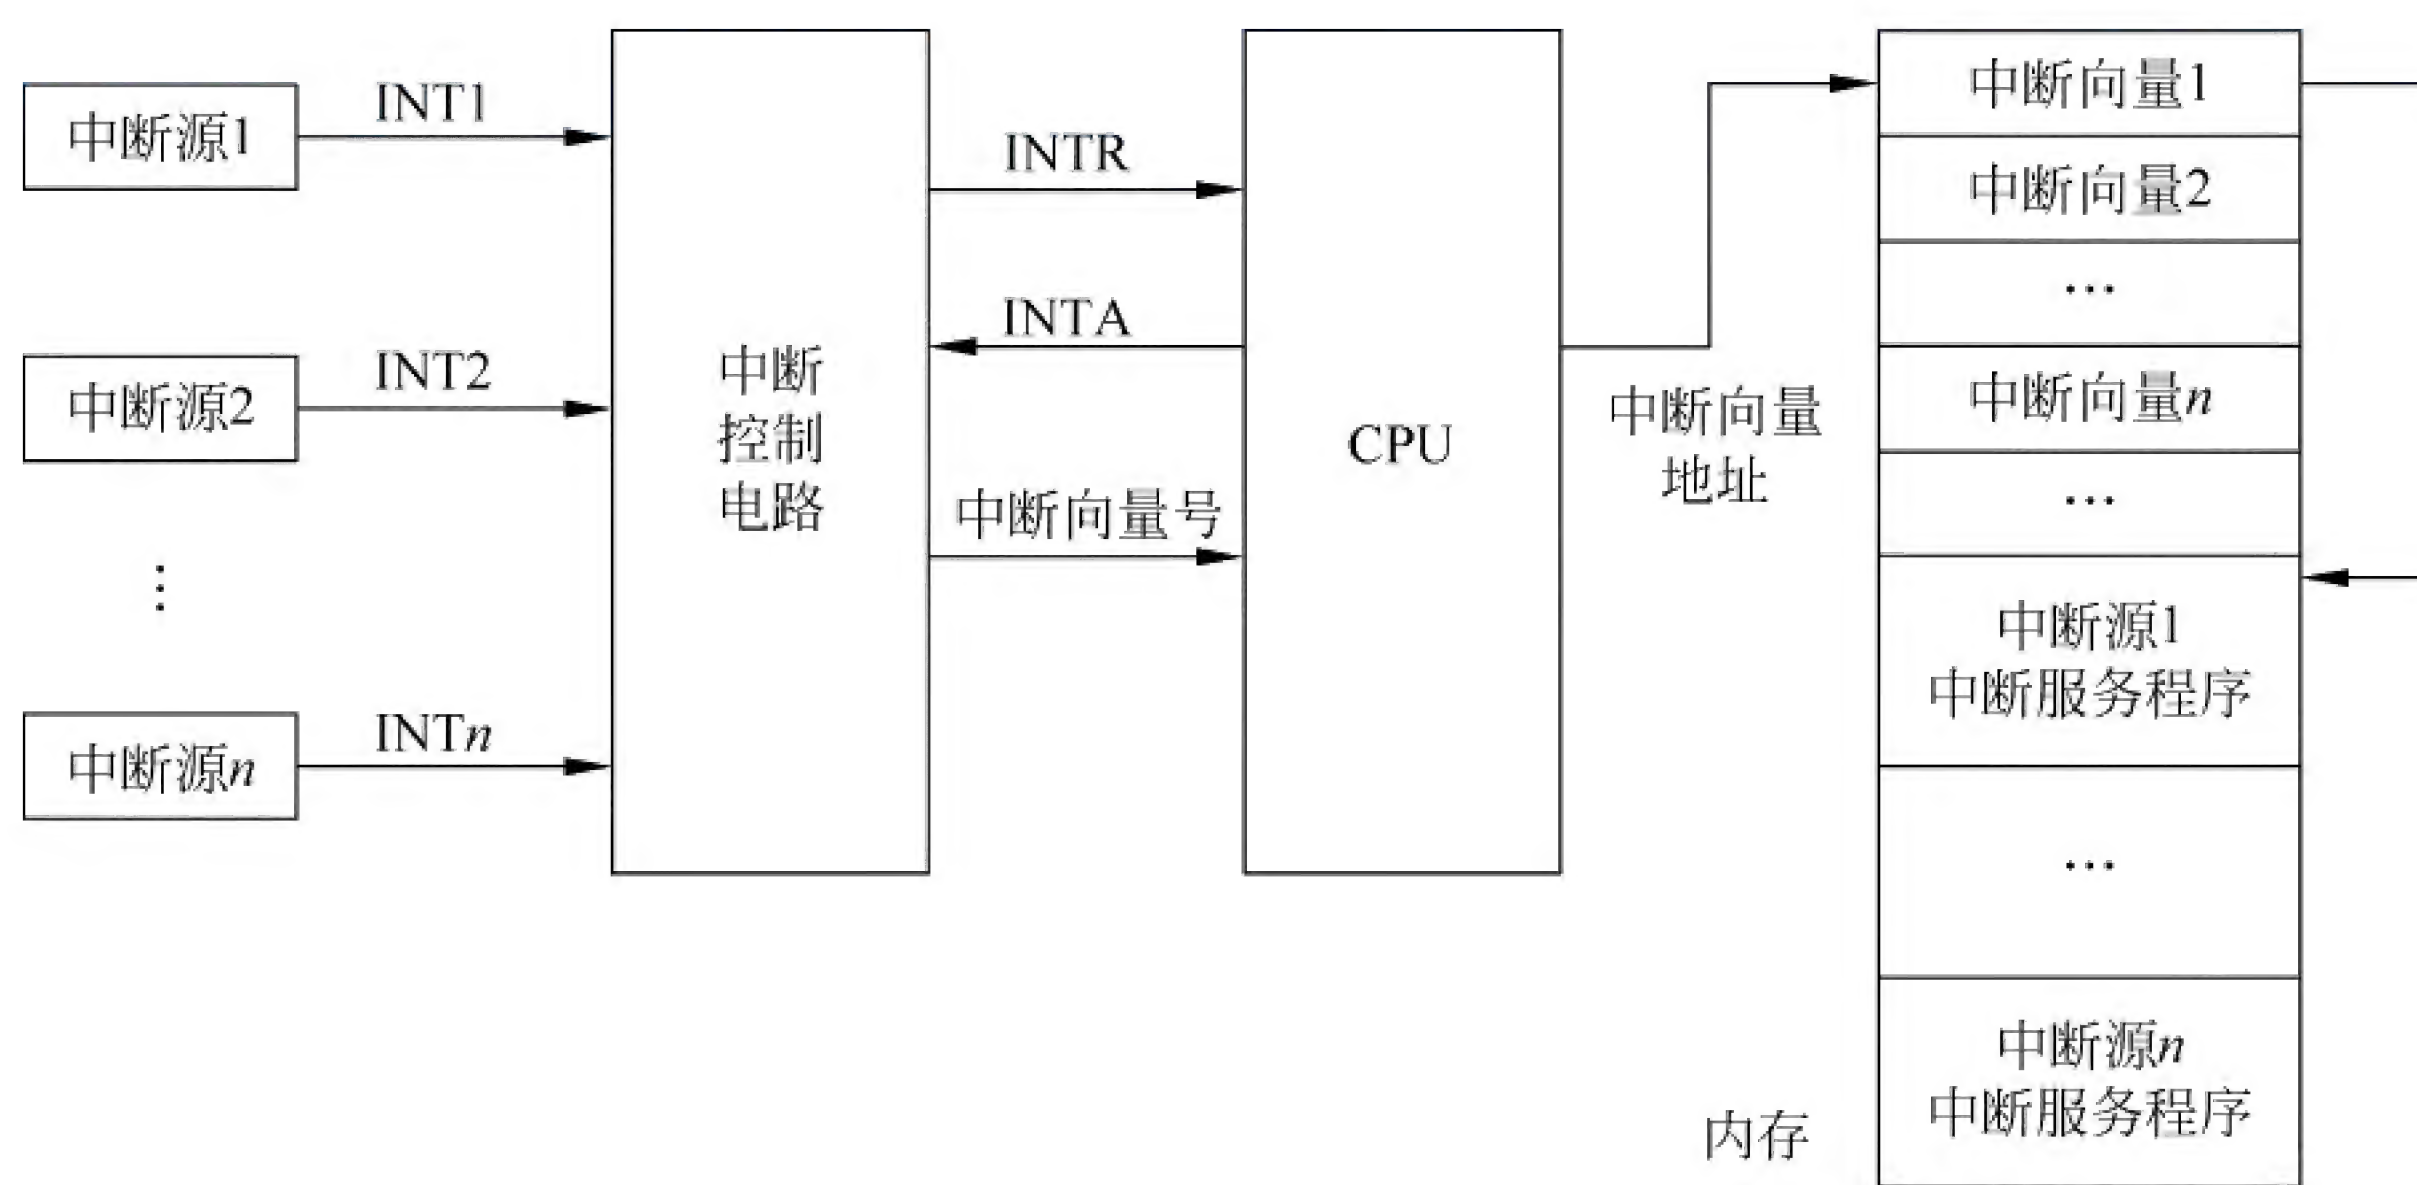 中断源1
INT1
中断源2
INT2
⋮
中断源n
INTn
中断
控制
电路
INTR
INTA
中断向量号
CPU
中断向量
地址
中断向量1
中断向量2
…
中断向量n
…
中断源1
中断服务程序
…
中断源n
中断服务程序
内存